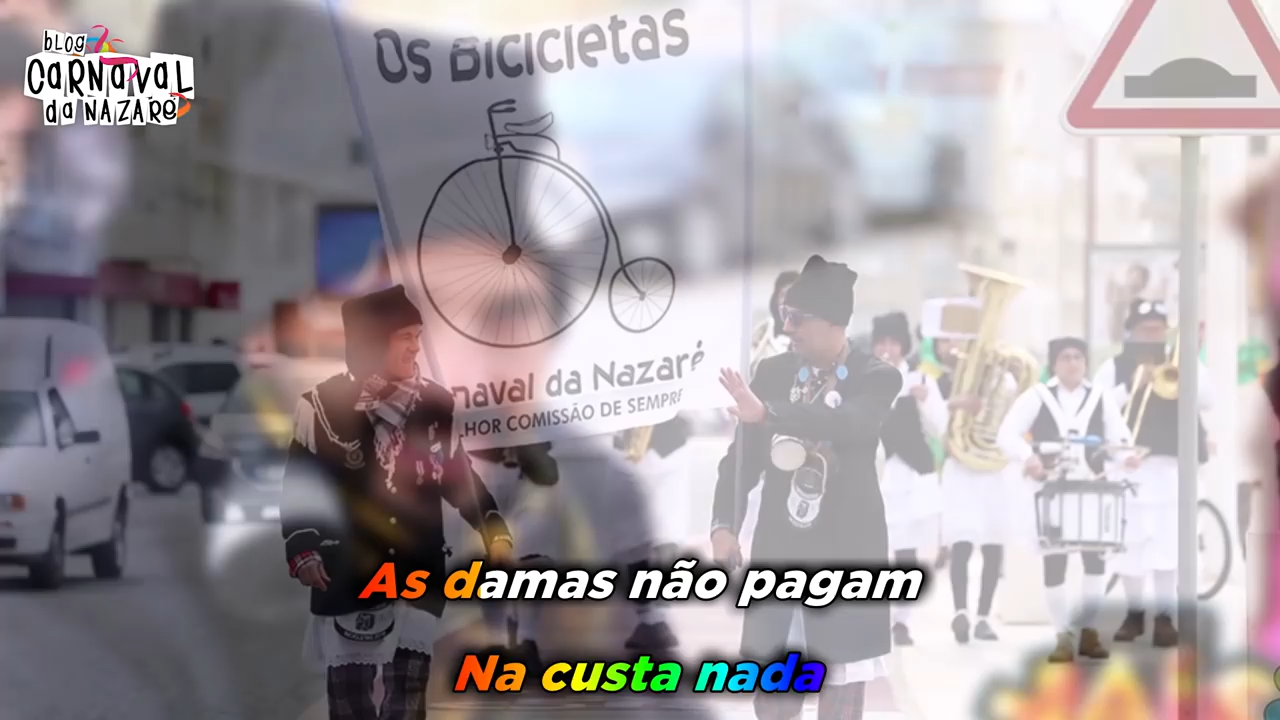 BLOG
CARNAVAL
da NAZARÉ
Os Bicicletas
naval da Nazaré
HOR COMISSÃO DE SEMPRE
As damas não pagam
Na custa nada